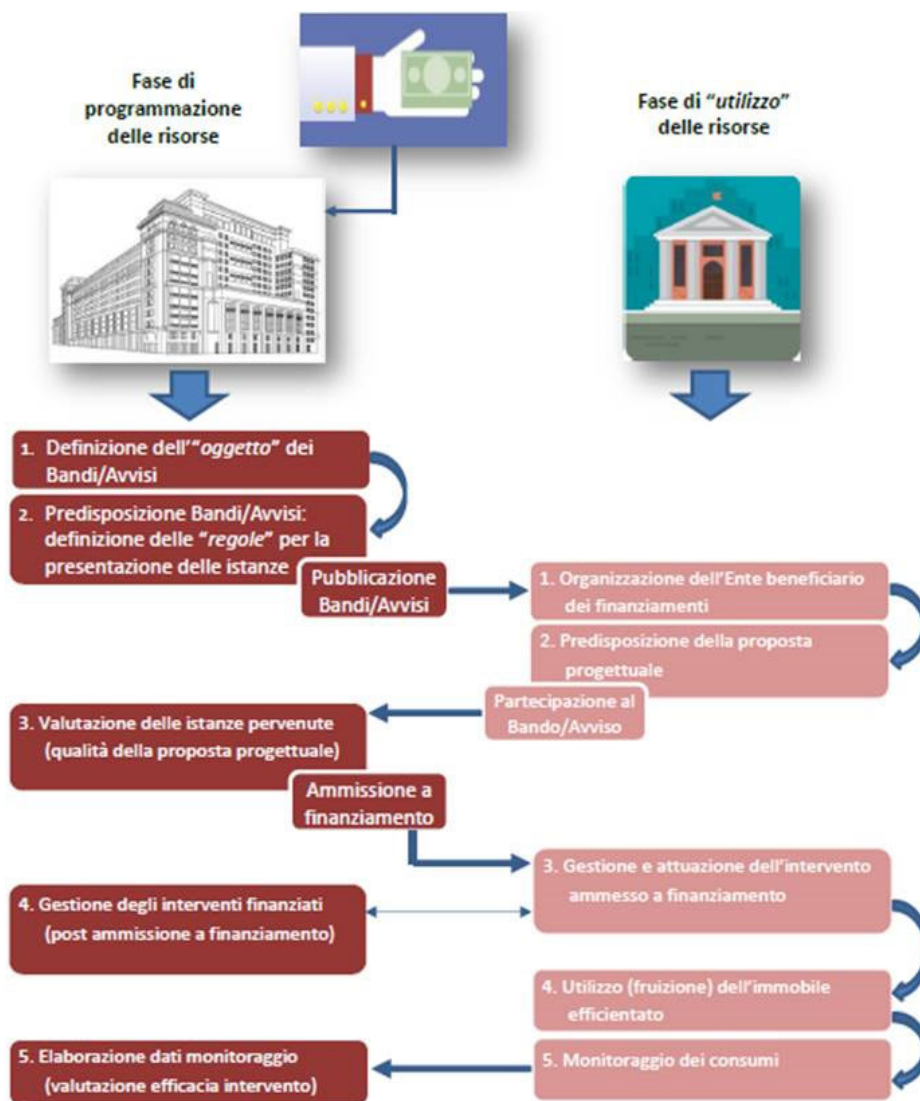 Fase di
programmazione
delle risorse
Fase di “utilizzo”
delle risorse
1. Definizione dell'“oggetto” dei
Bandi/Avvisi
2. Predisposizione Bandi/Avvisi:
definizione delle “regole” per la
presentazione delle istanze
Pubblicazione
Bandi/Avvisi
1. Organizzazione dell'Ente beneficiario
dei finanziamenti
2. Predisposizione della proposta
progettuale
Partecipazione al
Bando/Avviso
3. Valutazione delle istanze pervenute
(qualità della proposta progettuale)
Ammissione a
finanziamento
3. Gestione e attuazione dell'intervento
ammesso a finanziamento
4. Gestione degli interventi finanziati
(post ammissione a finanziamento)
4. Utilizzo (fruizione) dell'immobile
efficientato
5. Monitoraggio dei consumi
5. Elaborazione dati monitoraggio
(valutazione efficacia intervento)